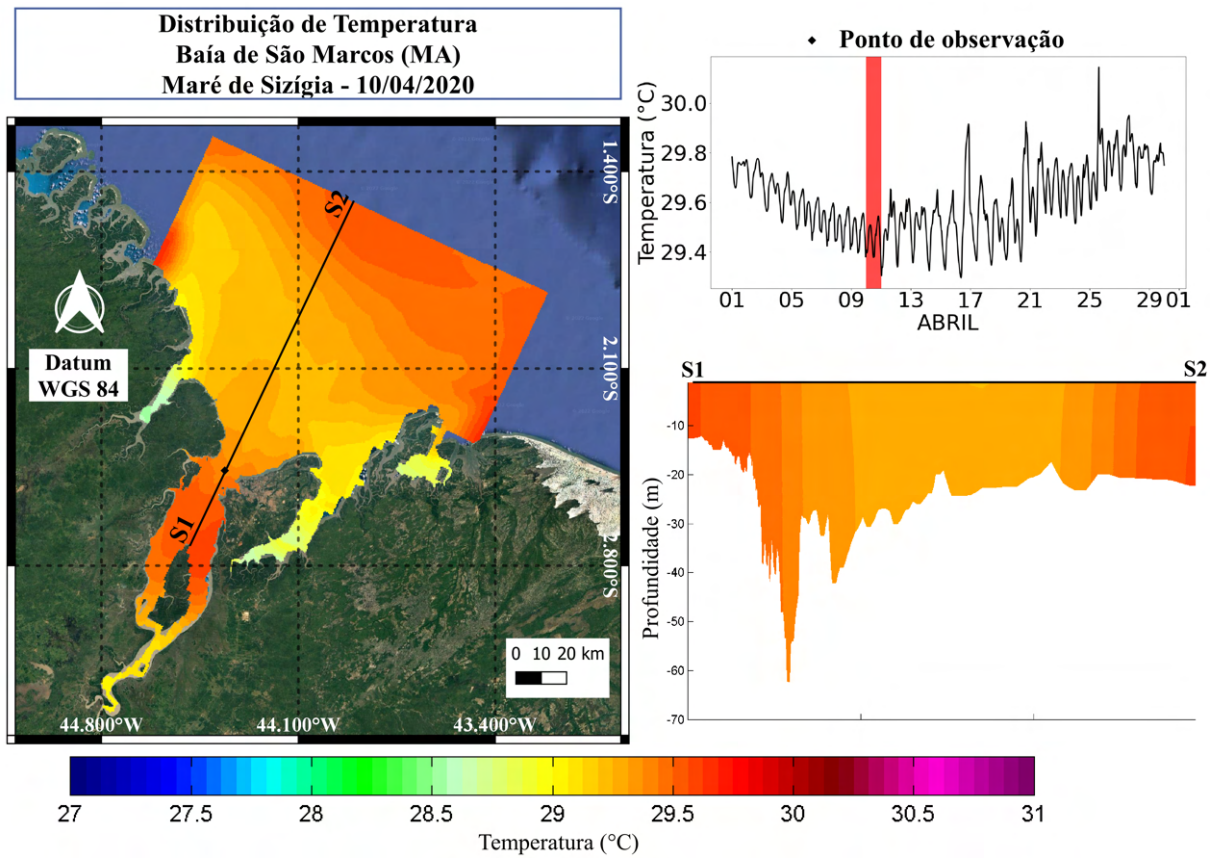 Distribuição de Temperatura
Baía de São Marcos (MA)
Maré de Sizígia - 10/04/2020
1.400°S
2.100°S
2.800°S
S2
S1
Datum
WGS 84
0 10 20 km
44.800°W
44.100°W
43.400°W
Ponto de observação
Temperatura (°C)
30.0
29.8
29.6
29.4
01 05 09 13 17 21 25 29 01
ABRIL
S1 S2
Profundidade (m)
-10
-20
-30
-40
-50
-60
-70
27 27.5 28 28.5 29 29.5 30 30.5 31
Temperatura (°C)